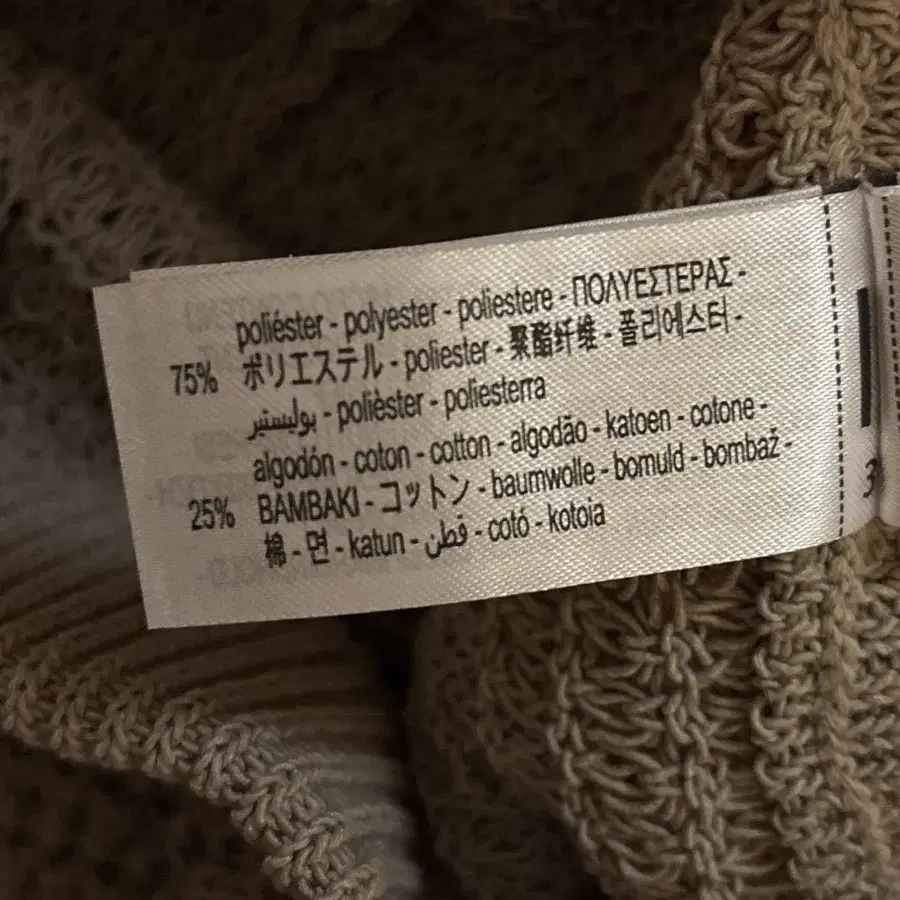 poliéster - polyester - poliestere - ΠΟΛΥΕΣΤΕΡΑΣ -
75% ポリエステル - poliester - 聚酯纤维 - 폴리에스터 -
بوليستير - polièster - poliesterra
algodón - coton - cotton - algodão - katoen - cotone -
25% BAMBAKI - コットン - baumwolle - bomuld - bombaž -
棉 - 면 - katun - قطن - cotó - kotoia
3